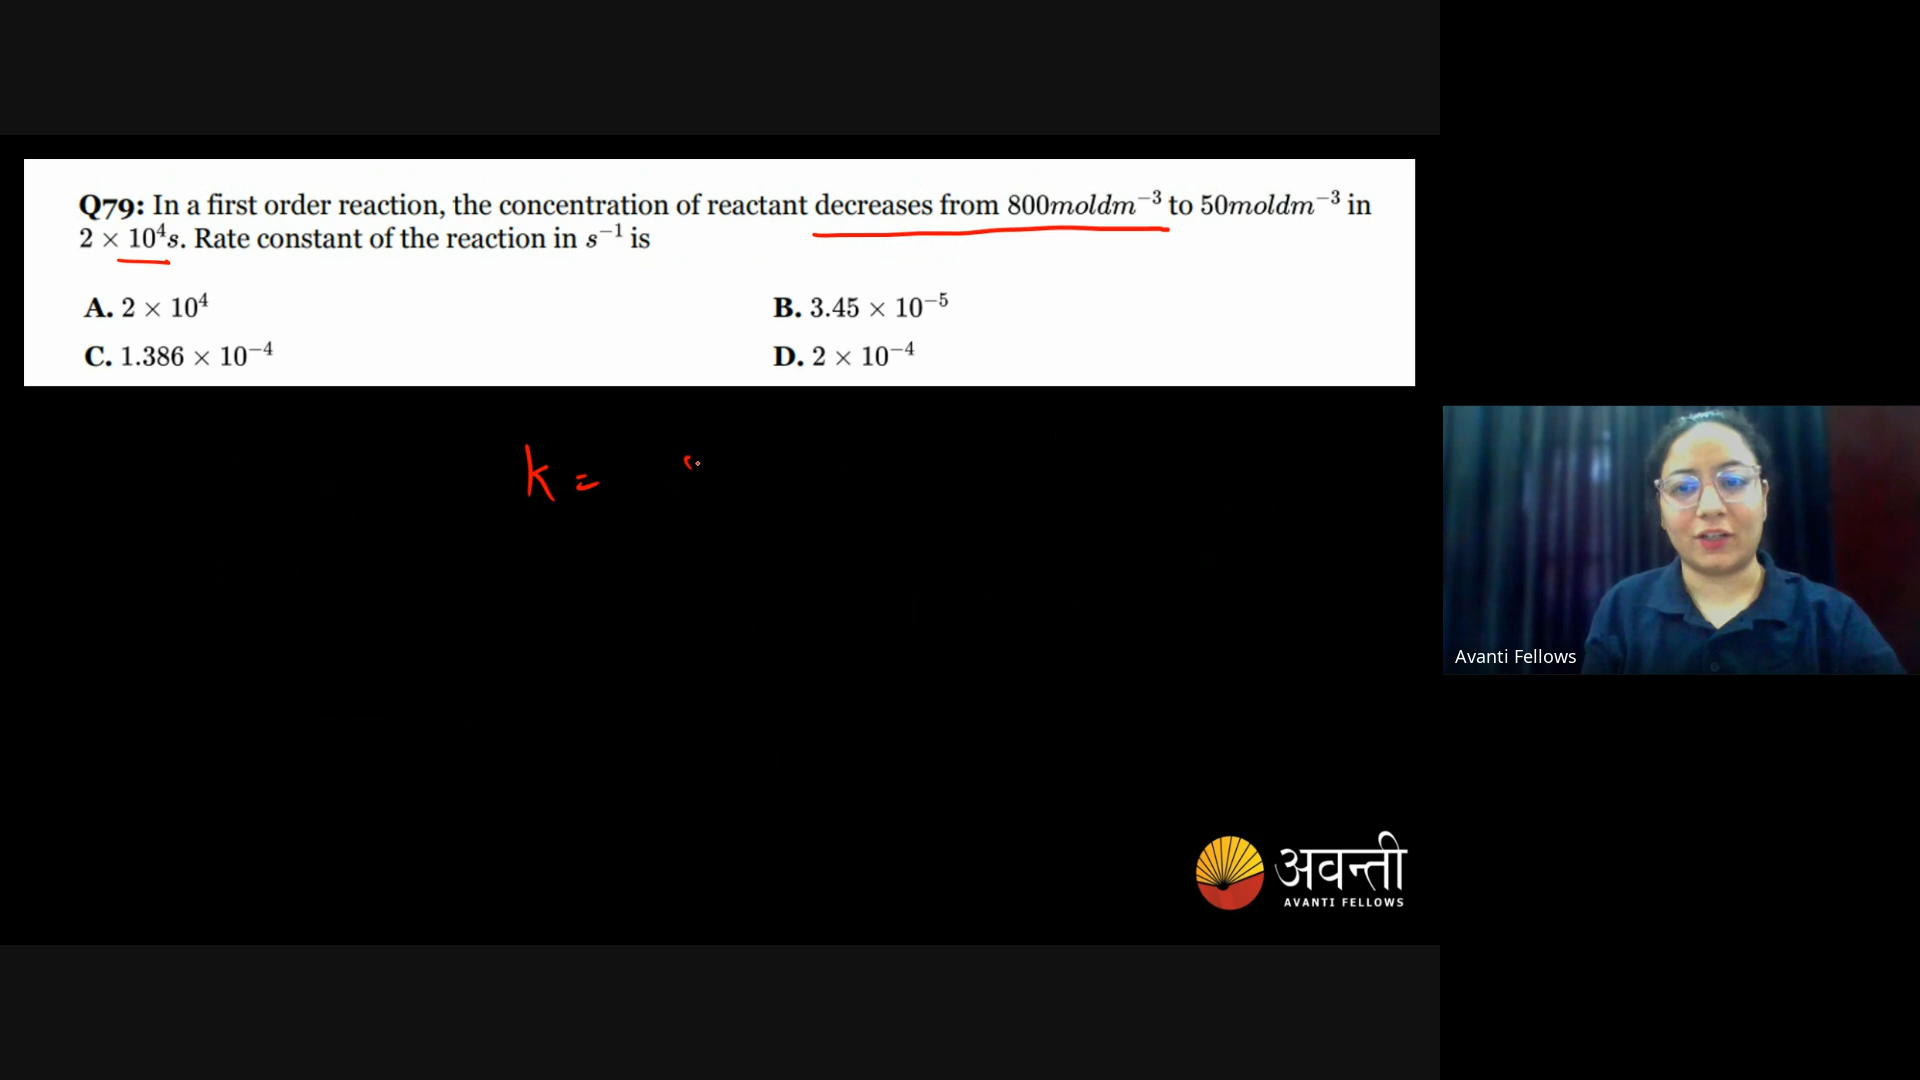 Q79: In a first order reaction, the concentration of reactant decreases from 800moldm⁻³ to 50moldm⁻³ in
2 × 10⁴s. Rate constant of the reaction in s⁻¹ is
A. 2 × 10⁴
B. 3.45 × 10⁻⁵
C. 1.386 × 10⁻⁴
D. 2 × 10⁻⁴
k =
Avanti Fellows
अवन्ती
AVANTI FELLOWS